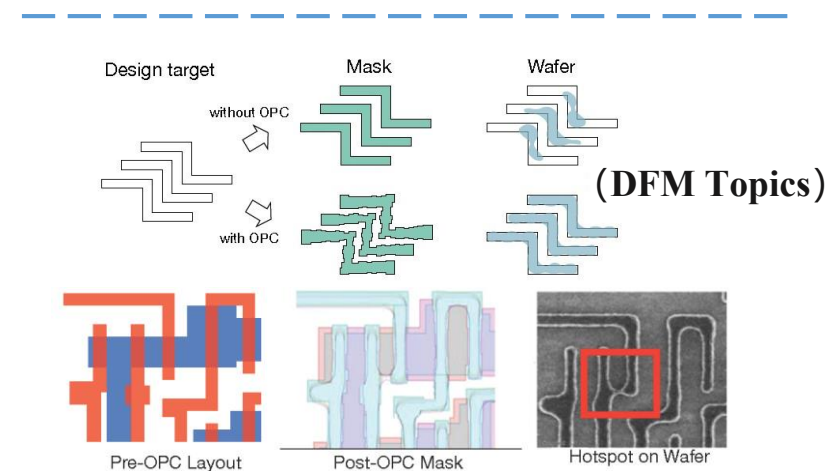 Design target
Mask
Wafer
without OPC
with OPC
(DFM Topics)
Pre-OPC Layout
Post-OPC Mask
Hotspot on Wafer